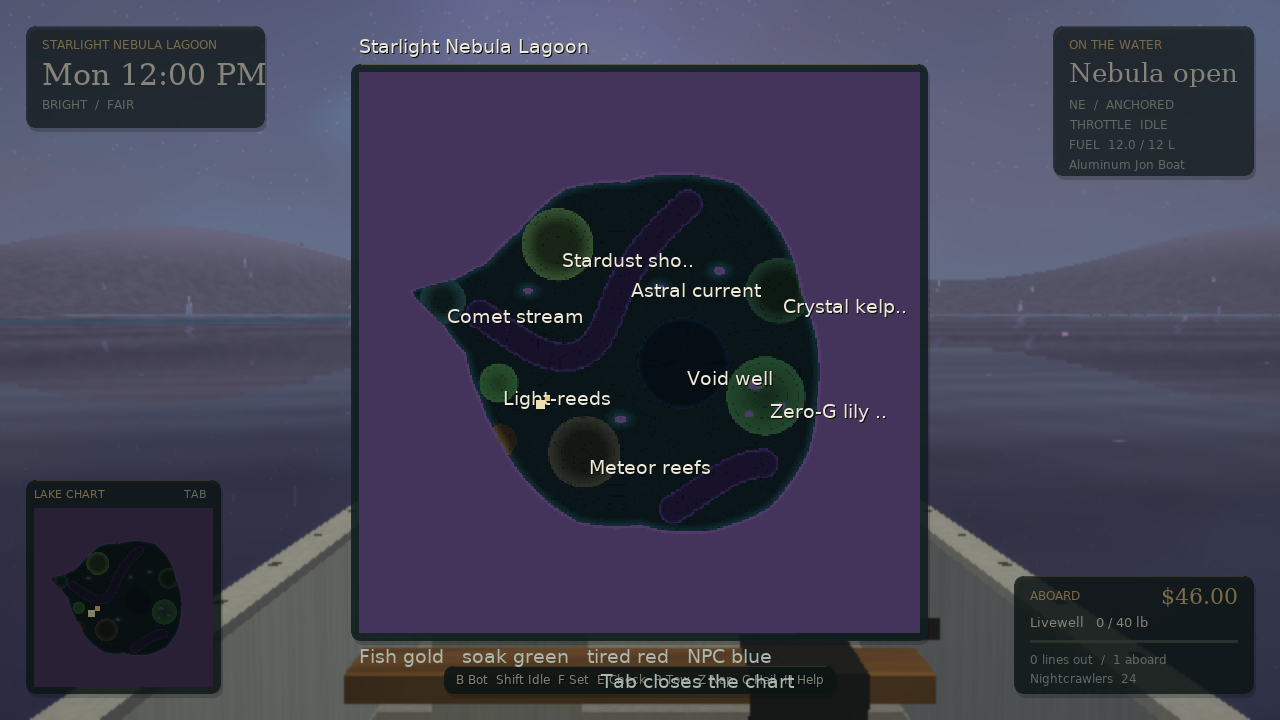 STARLIGHT NEBULA LAGOON
Mon 12:00 PM
BRIGHT / FAIR
Starlight Nebula Lagoon
ON THE WATER
Nebula open
NE / ANCHORED
THROTTLE IDLE
FUEL 12.0 / 12 L
Aluminum Jon Boat
Stardust sho..
Astral current
Crystal kelp..
Comet stream
Void well
Light-reeds
Zero-G lily ..
Meteor reefs
LAKE CHART TAB
ABOARD $46.00
Livewell 0 / 40 lb
0 lines out / 1 aboard
Nightcrawlers 24
Fish gold soak green tired red NPC blue
B Bot Shift Idle F Set
Help
Tab closes the chart